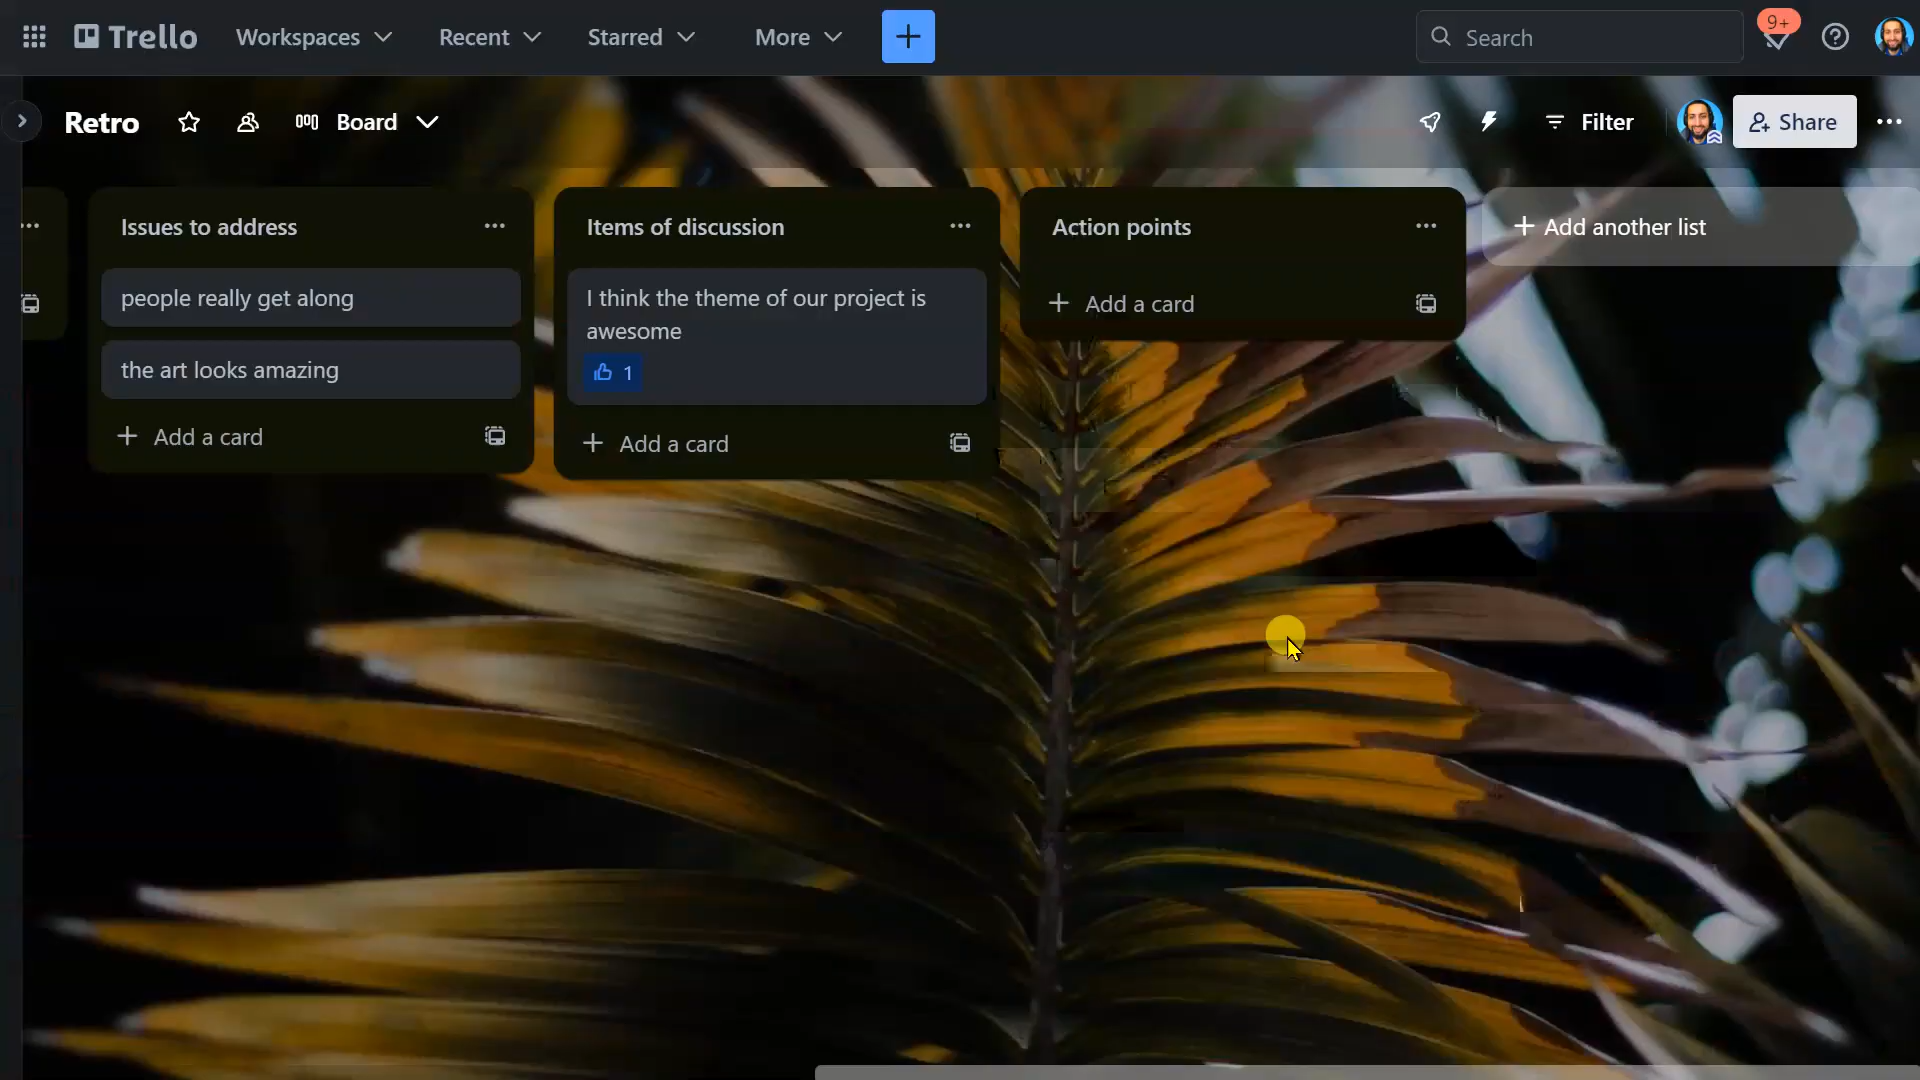 Trello
Workspaces
Recent
Starred
More
Search
9+
Retro
Board
Filter
Share
Issues to address
people really get along
the art looks amazing
Add a card
Items of discussion
I think the theme of our project is
awesome
1
Add a card
Action points
Add a card
Add another list